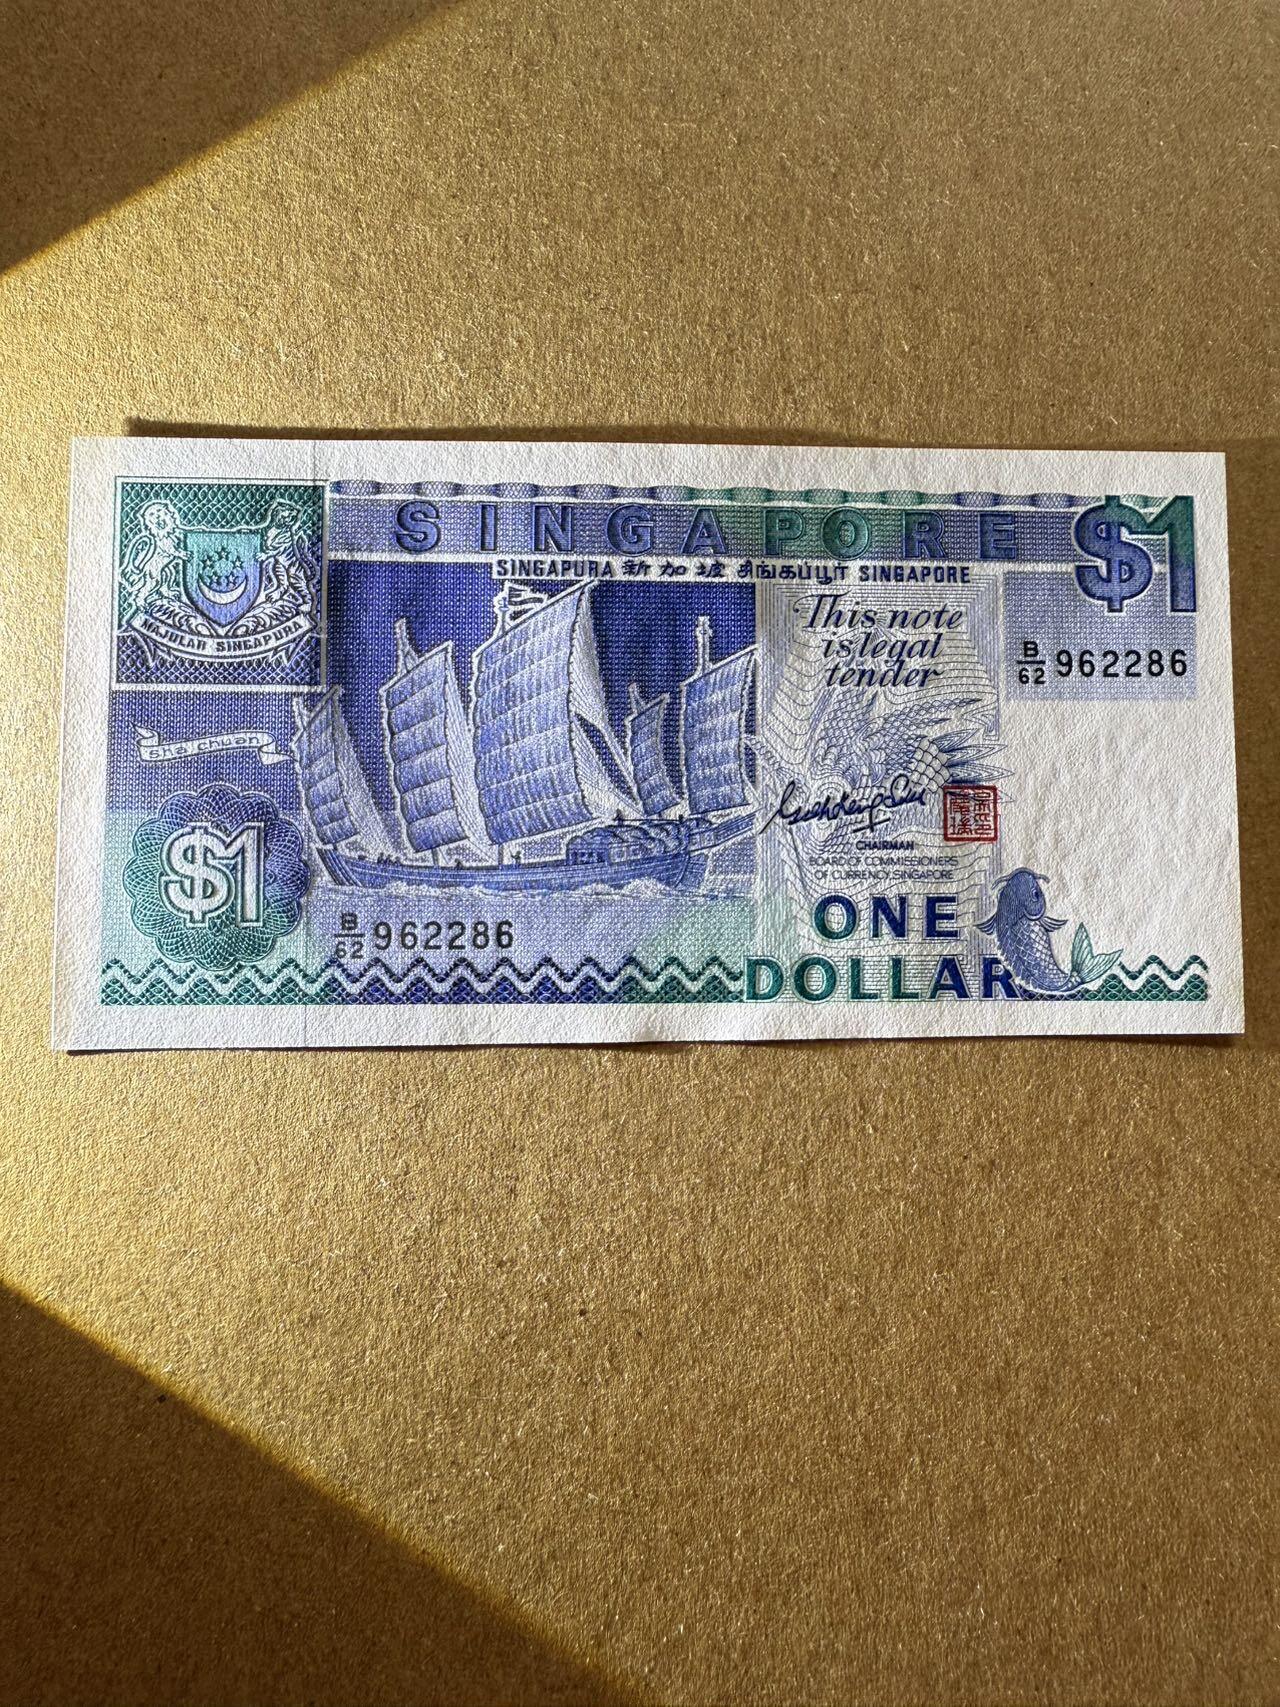 SINGAPORE
$1
SINGAPURA 新加坡 சிங்கப்பூர் SINGAPORE
MAJULAH SINGAPURA
This note
is legal
tender
B/62 962286
Sha chuan
$1
CHAIRMAN
BOARD OF COMMISSIONERS
OF CURRENCY, SINGAPORE
B/62 962286
ONE
DOLLAR